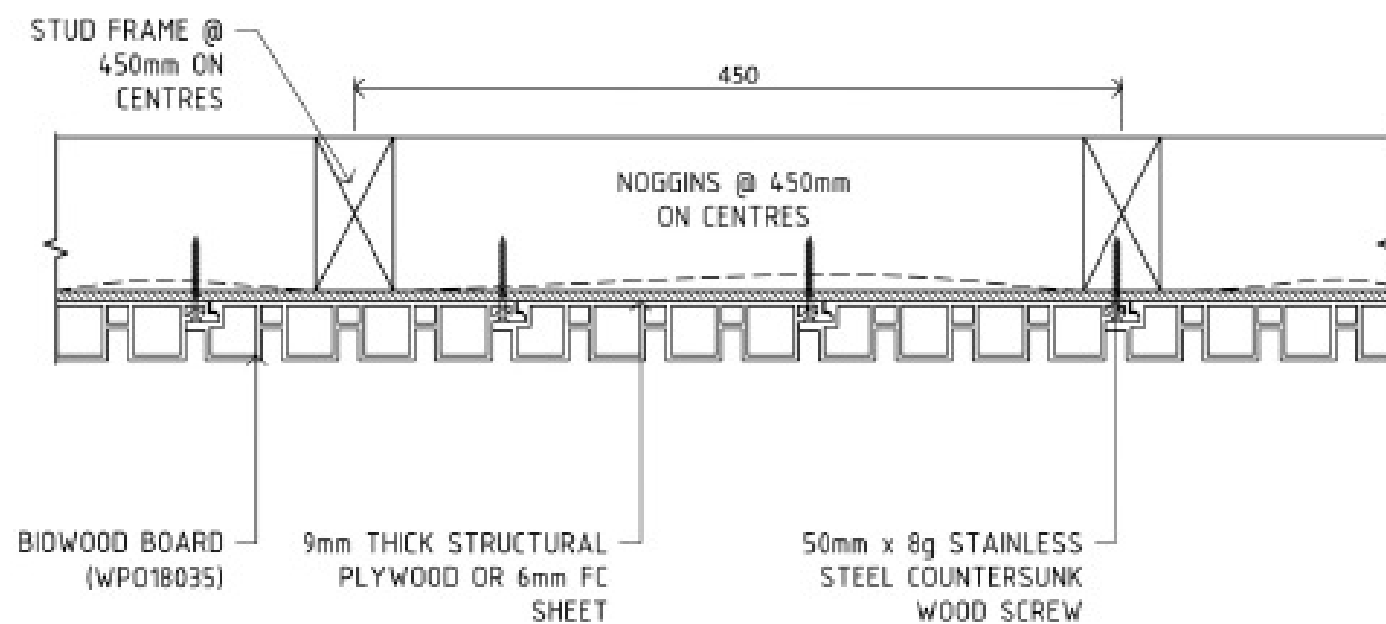 STUD FRAME @
450mm ON
CENTRES
450
NOGGINS @ 450mm
ON CENTRES
BIOWOOD BOARD
(WPO18035)
9mm THICK STRUCTURAL
PLYWOOD OR 6mm FC
SHEET
50mm x 8g STAINLESS
STEEL COUNTERSUNK
WOOD SCREW